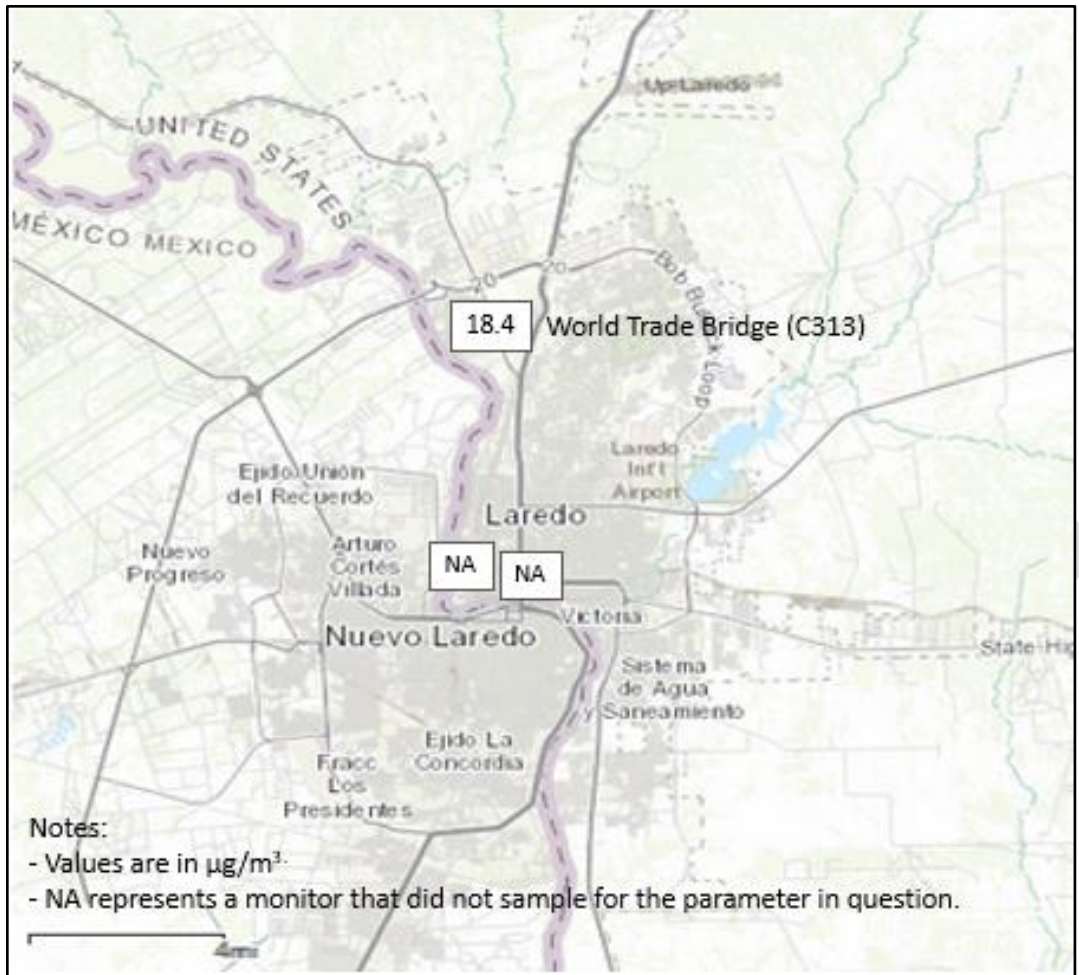 Up Laredo
UNITED STATES
MÉXICO MEXICO
20
20
Bob Bullock Loop
18.4
World Trade Bridge (C313)
Laredo
Int'l
Airport
Ejido Unión
del Recuerdo
Laredo
Nuevo
Progreso
Arturo
Cortés
Villada
NA
NA
Victoria
Nuevo Laredo
State Hig
Sistema
de Agua
y Saneamiento
Ejido La
Concordia
Fracc
Los
Presidentes
Notes:
- Values are in µg/m³.
- NA represents a monitor that did not sample for the parameter in question.